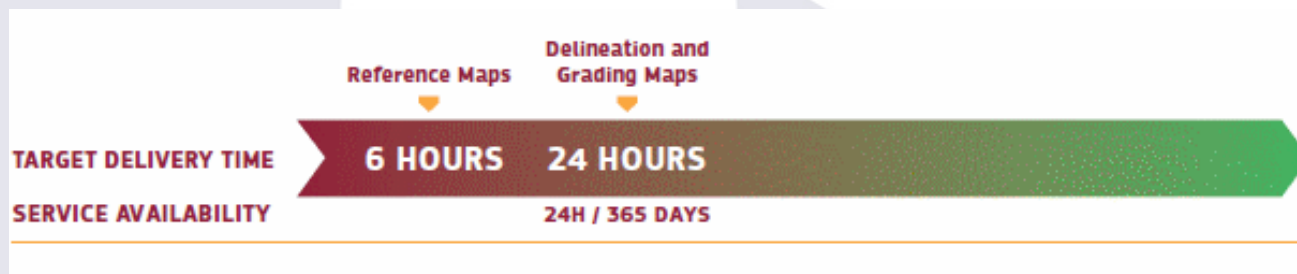 Delineation and
Reference Maps Grading Maps
TARGET DELIVERY TIME 6 HOURS 24 HOURS
SERVICE AVAILABILITY 24H / 365 DAYS